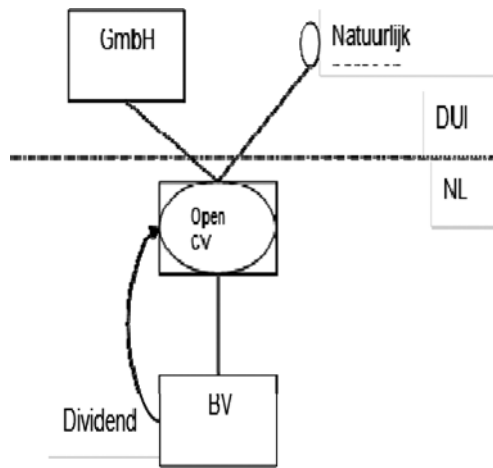 GmbH
Natuurlijk
DUI
NL
Open
CV
Dividend
BV